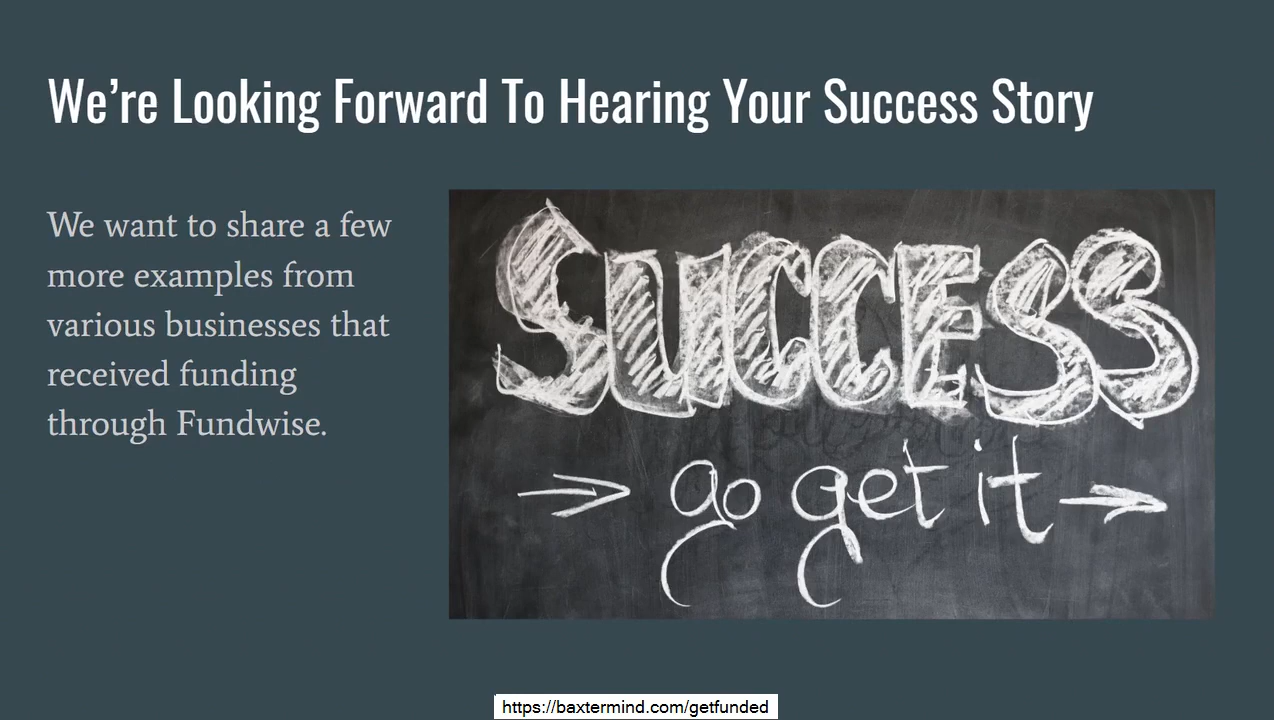 We’re Looking Forward To Hearing Your Success Story
We want to share a few
more examples from
various businesses that
received funding
through Fundwise.
SUCCESS
→ go get it →
https://baxtermind.com/getfunded